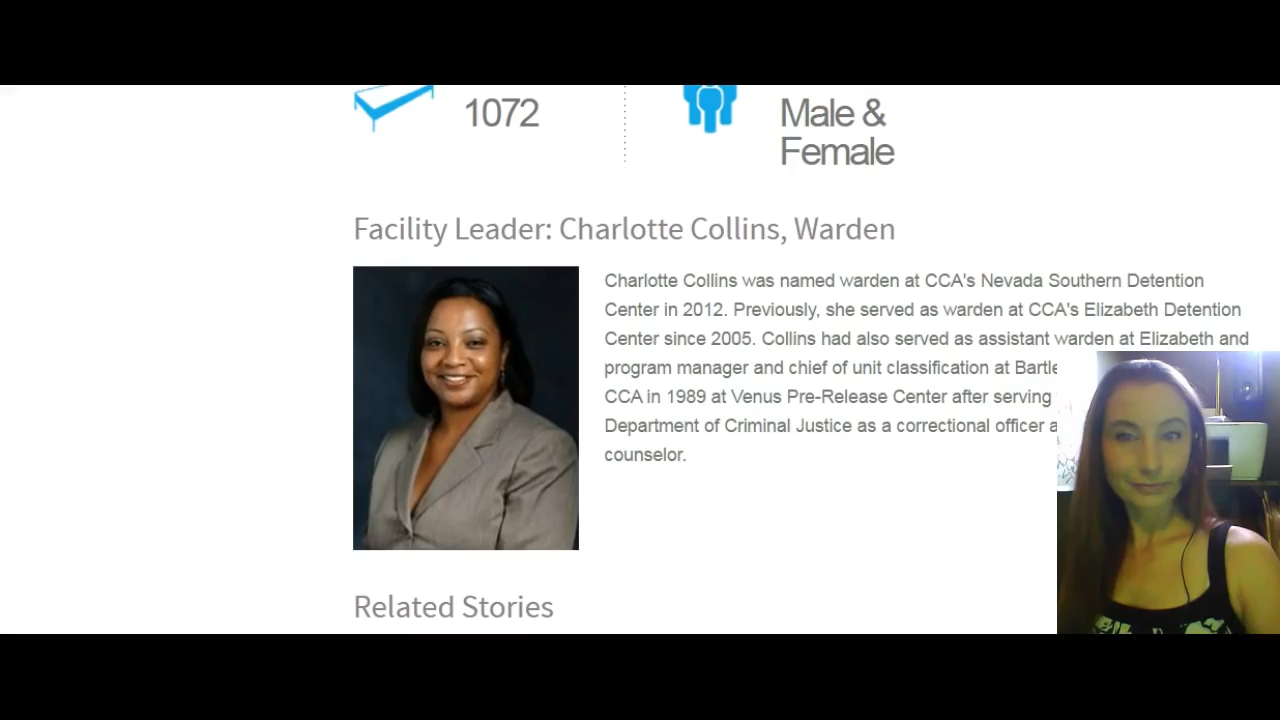 1072
Male &
Female
Facility Leader: Charlotte Collins, Warden
Charlotte Collins was named warden at CCA's Nevada Southern Detention
Center in 2012. Previously, she served as warden at CCA's Elizabeth Detention
Center since 2005. Collins had also served as assistant warden at Elizabeth and
program manager and chief of unit classification at
CCA in 1989 at Venus Pre-Release Center after serving
Department of Criminal Justice as a correctional officer
counselor.
Related Stories